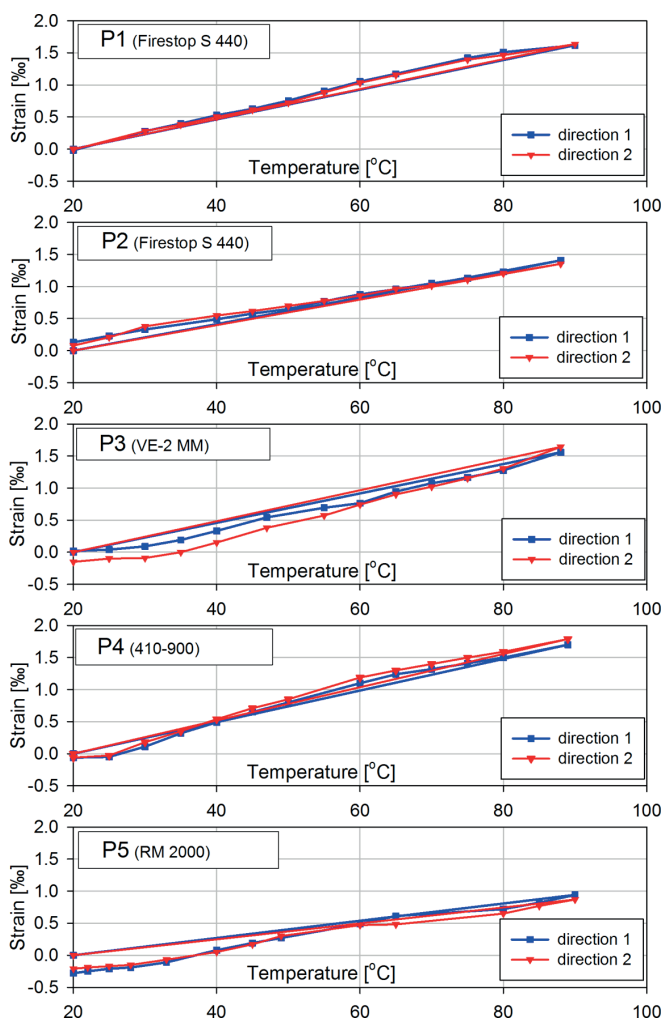 P1 (Firestop S 440)
2.0
1.5
1.0
0.5
0.0
-0.5
Strain [‰]
Temperature [°C]
direction 1
direction 2
20 40 60 80 100
P2 (Firestop S 440)
2.0
1.5
1.0
0.5
0.0
-0.5
Strain [‰]
Temperature [°C]
direction 1
direction 2
20 40 60 80 100
P3 (VE-2 MM)
2.0
1.5
1.0
0.5
0.0
-0.5
Strain [‰]
Temperature [°C]
direction 1
direction 2
20 40 60 80 100
P4 (410-900)
2.0
1.5
1.0
0.5
0.0
-0.5
Strain [‰]
Temperature [°C]
direction 1
direction 2
20 40 60 80 100
P5 (RM 2000)
2.0
1.5
1.0
0.5
0.0
-0.5
Strain [‰]
Temperature [°C]
direction 1
direction 2
20 40 60 80 100